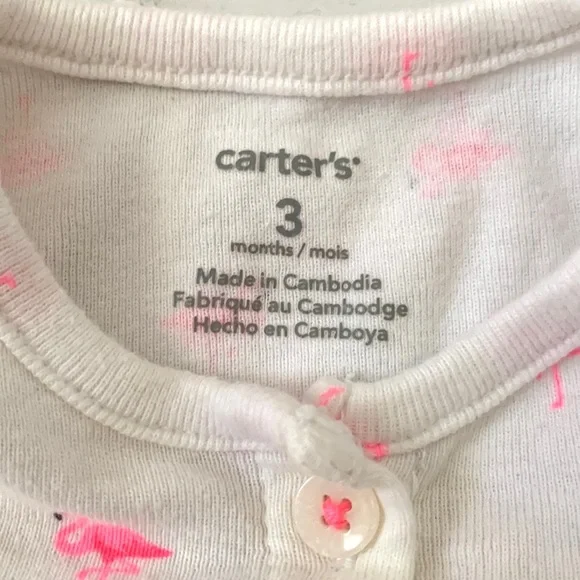 carter's
3
months / mois
Made in Cambodia
Fabriqué au Cambodge
Hecho en Camboya